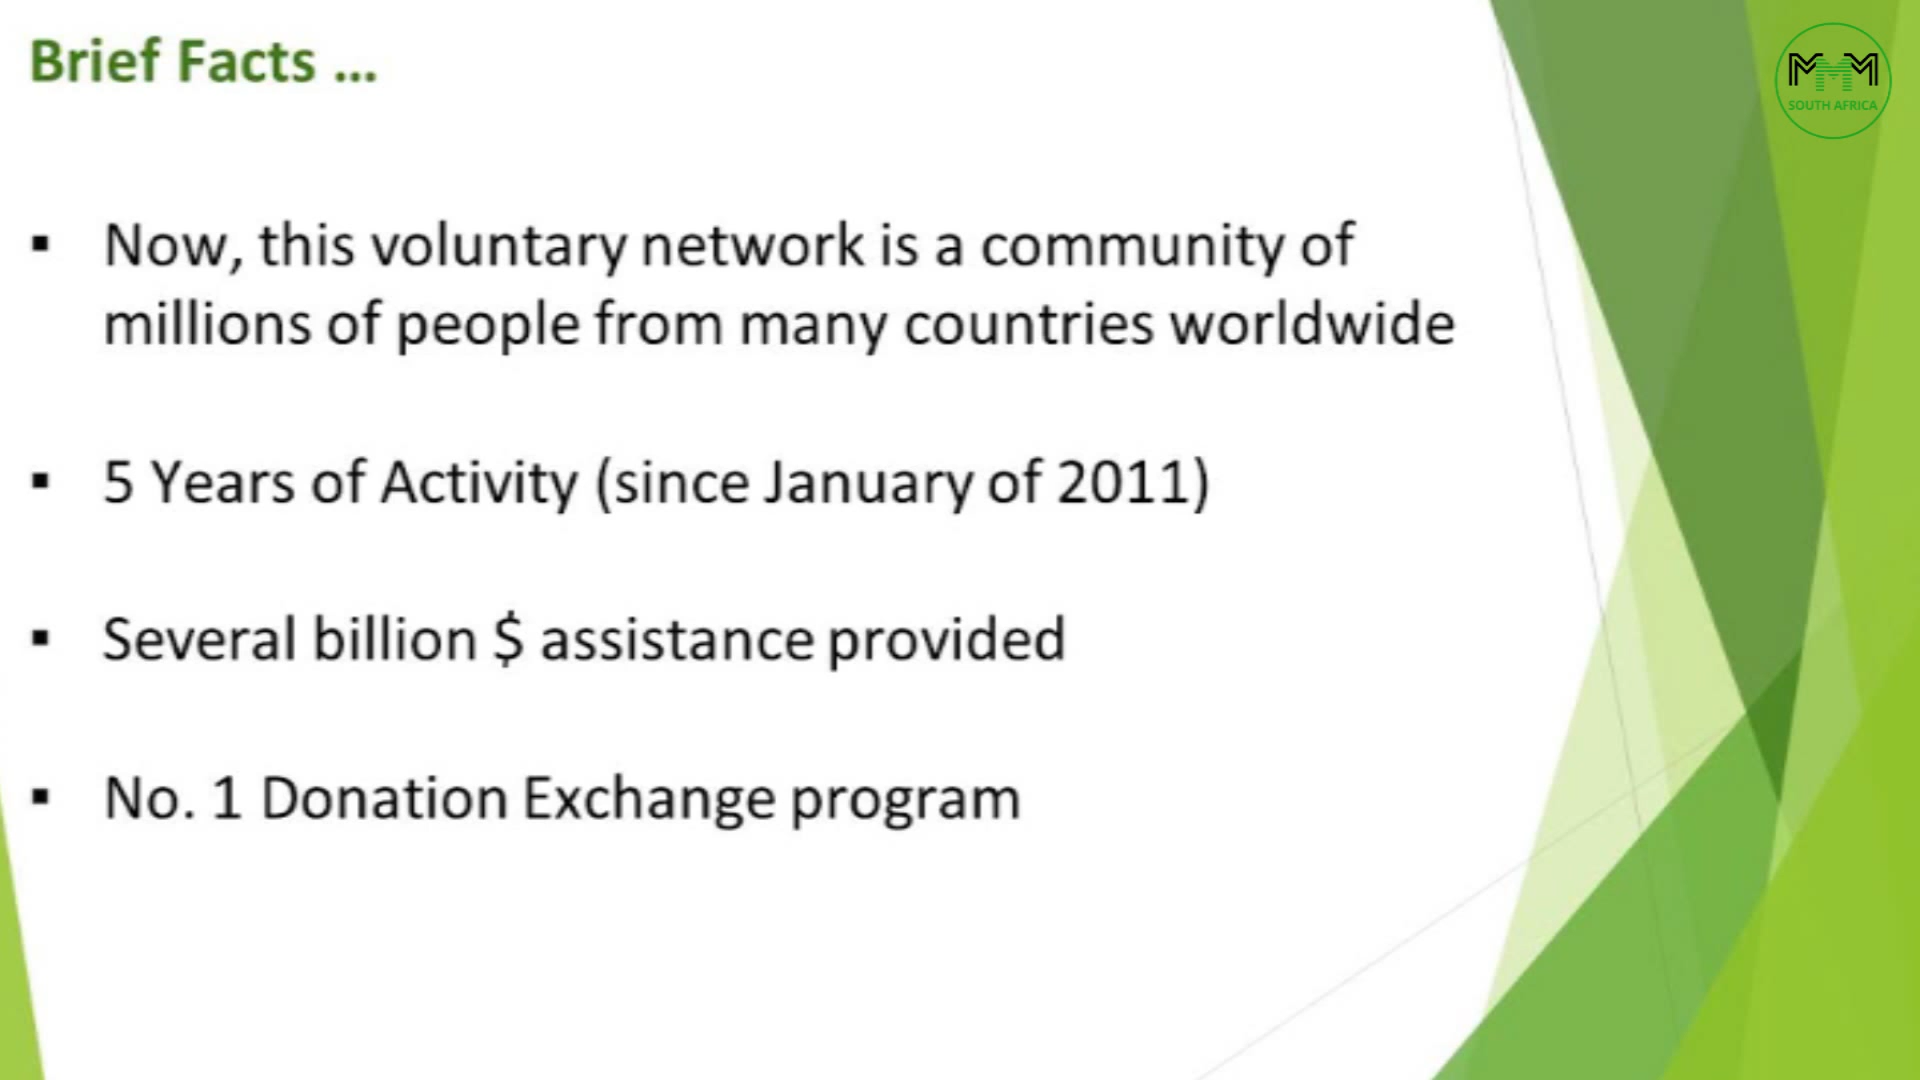 Brief Facts ...
MMM
SOUTH AFRICA
▪ Now, this voluntary network is a community of
millions of people from many countries worldwide
▪ 5 Years of Activity (since January of 2011)
▪ Several billion $ assistance provided
▪ No. 1 Donation Exchange program